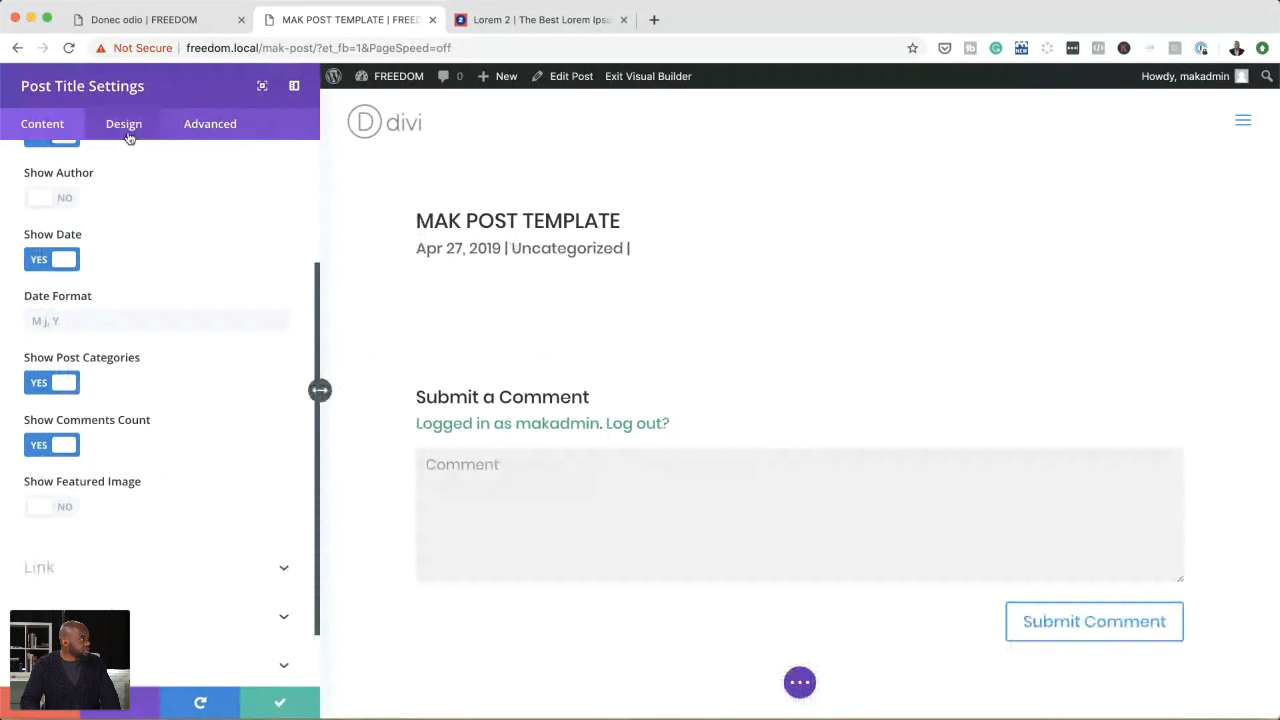 Donec odio | FREEDOM
MAK POST TEMPLATE | FREED
Lorem 2 | The Best Lorem Ipsu
Not Secure
freedom.local/mak-post/?et_fb=1&PageSpeed=off
FREEDOM
0
New
Edit Post
Exit Visual Builder
Howdy, makadmin
Post Title Settings
Content
Design
Advanced
D divi
Show Author
NO
Show Date
YES
Date Format
M j, Y
Show Post Categories
YES
Show Comments Count
YES
Show Featured Image
NO
Link
MAK POST TEMPLATE
Apr 27, 2019 | Uncategorized |
Submit a Comment
Logged in as makadmin. Log out?
Comment
Submit Comment